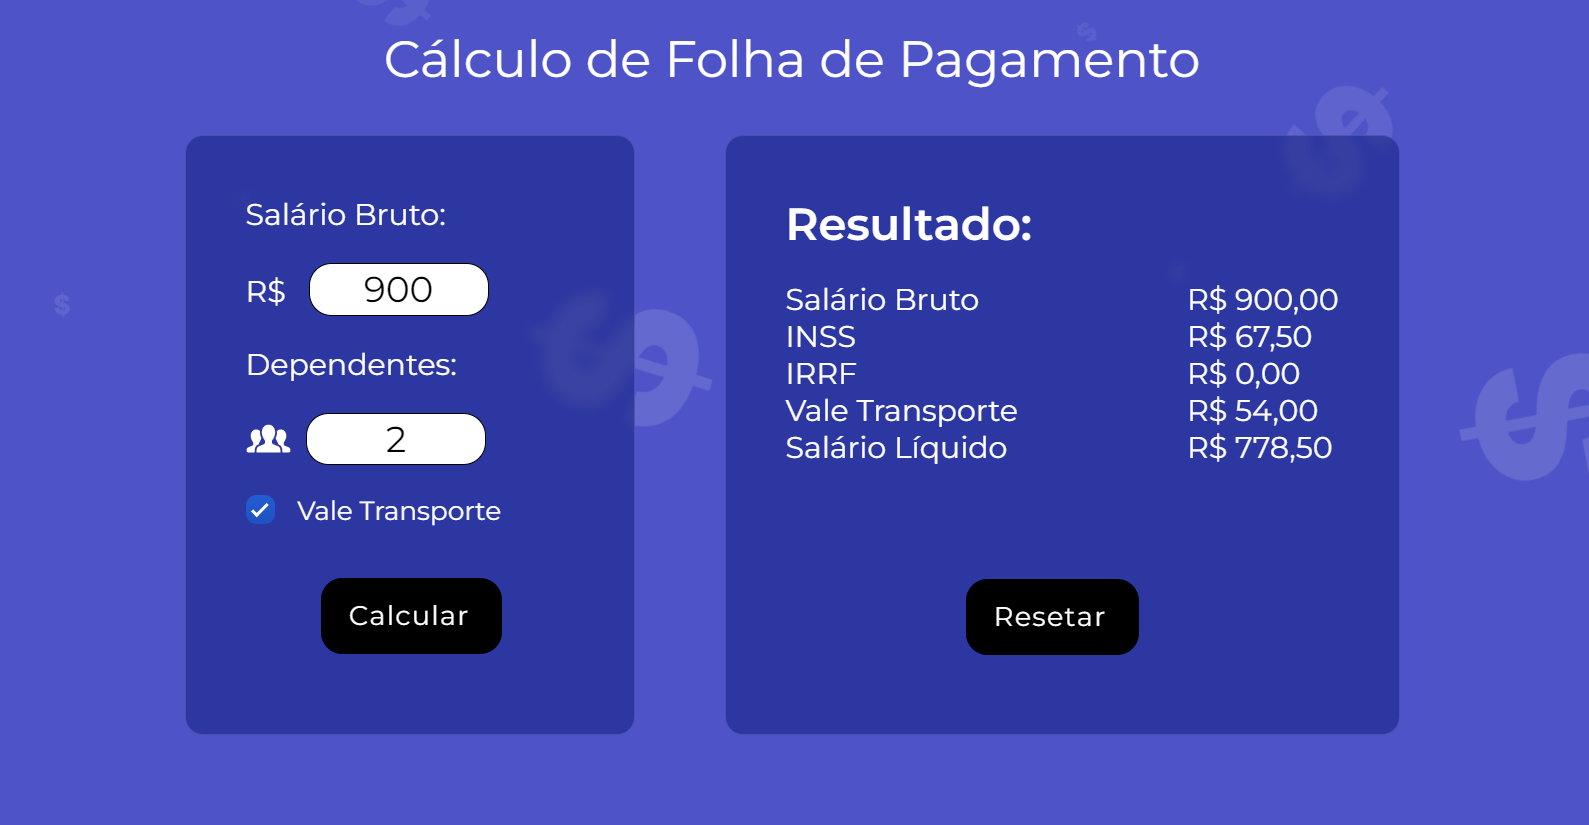 Cálculo de Folha de Pagamento
Salário Bruto:
R$ 900
Dependentes:
2
Vale Transporte
Calcular
Resultado:
Salário Bruto R$ 900,00
INSS R$ 67,50
IRRF R$ 0,00
Vale Transporte R$ 54,00
Salário Líquido R$ 778,50
Resetar